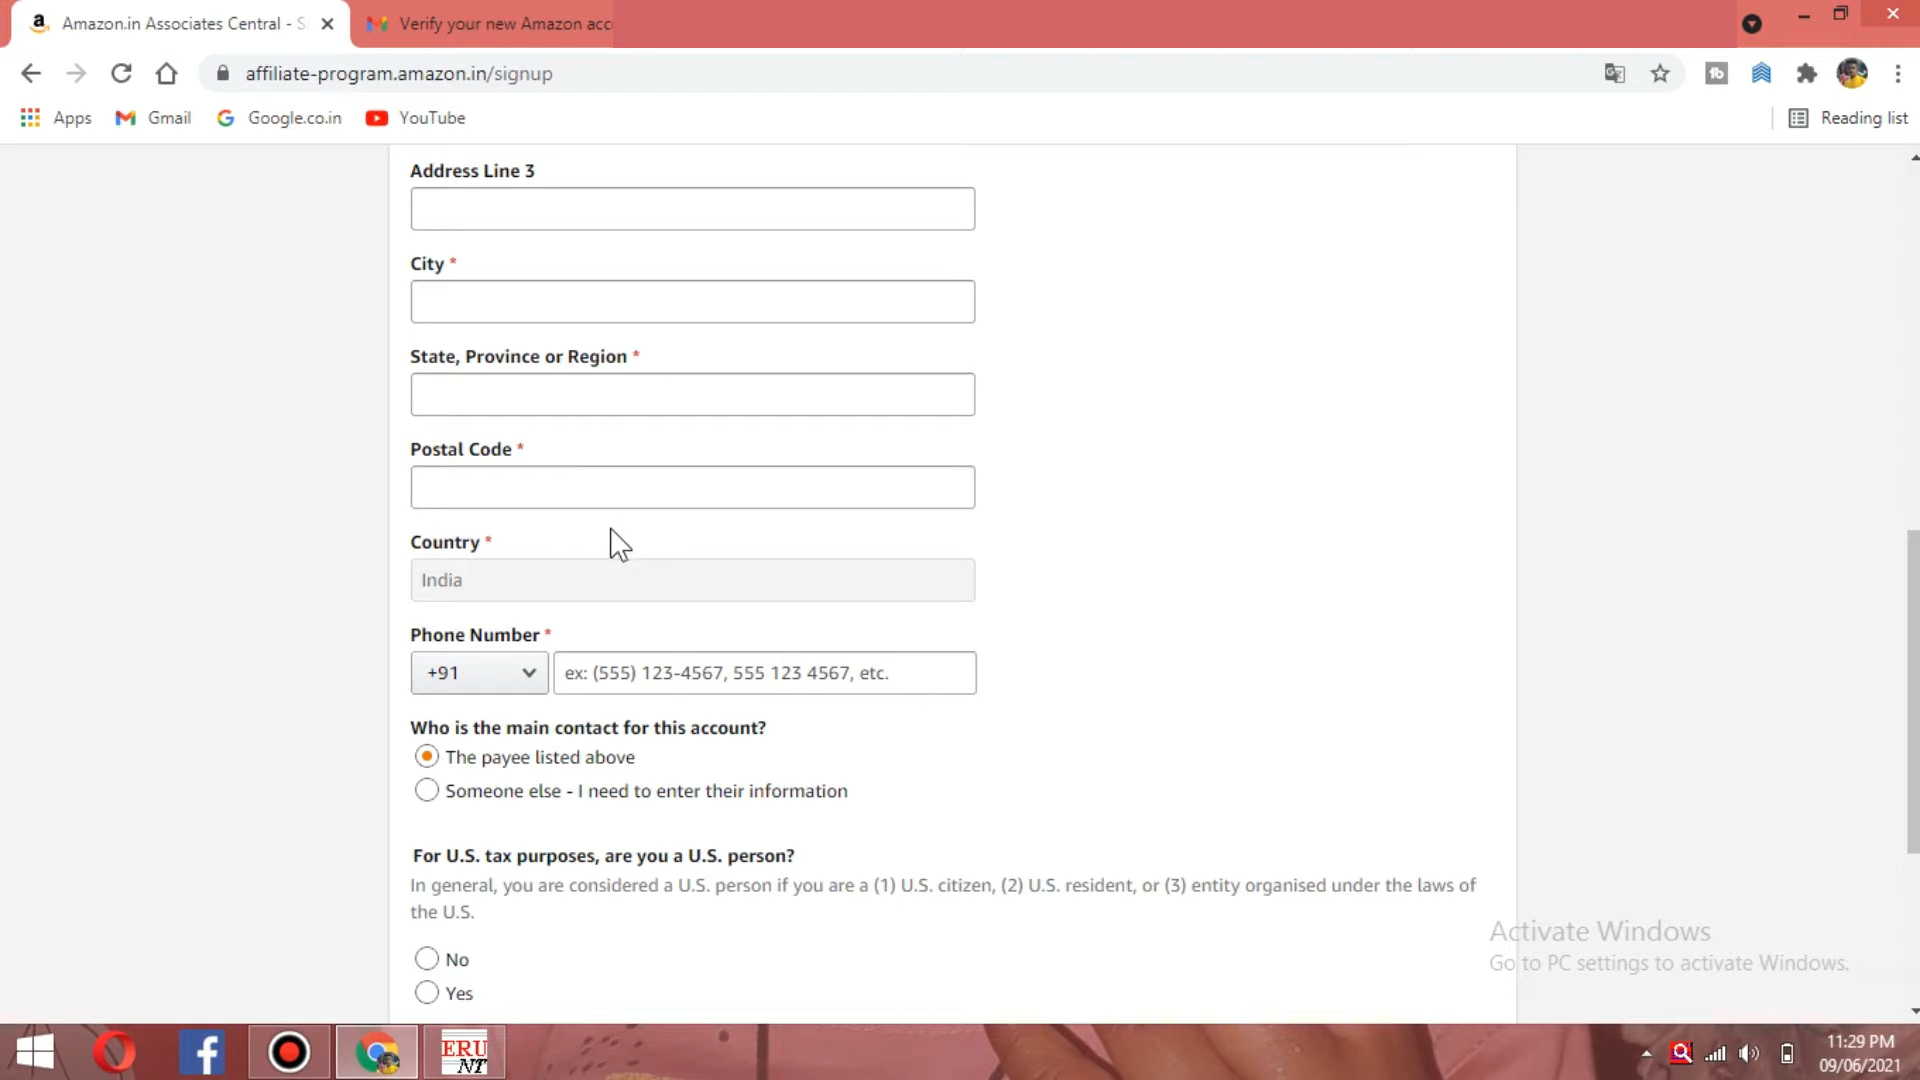 Amazon.in Associates Central - S
Verify your new Amazon acc
affiliate-program.amazon.in/signup
Apps
Gmail
Google.co.in
YouTube
Reading list
Address Line 3
City *
State, Province or Region *
Postal Code *
Country *
India
Phone Number *
+91
ex: (555) 123-4567, 555 123 4567, etc.
Who is the main contact for this account?
The payee listed above
Someone else - I need to enter their information
For U.S. tax purposes, are you a U.S. person?
In general, you are considered a U.S. person if you are a (1) U.S. citizen, (2) U.S. resident, or (3) entity organised under the laws of
the U.S.
No
Yes
Activate Windows
Go to PC settings to activate Windows.
ERU
NT
11:29 PM
09/06/2021